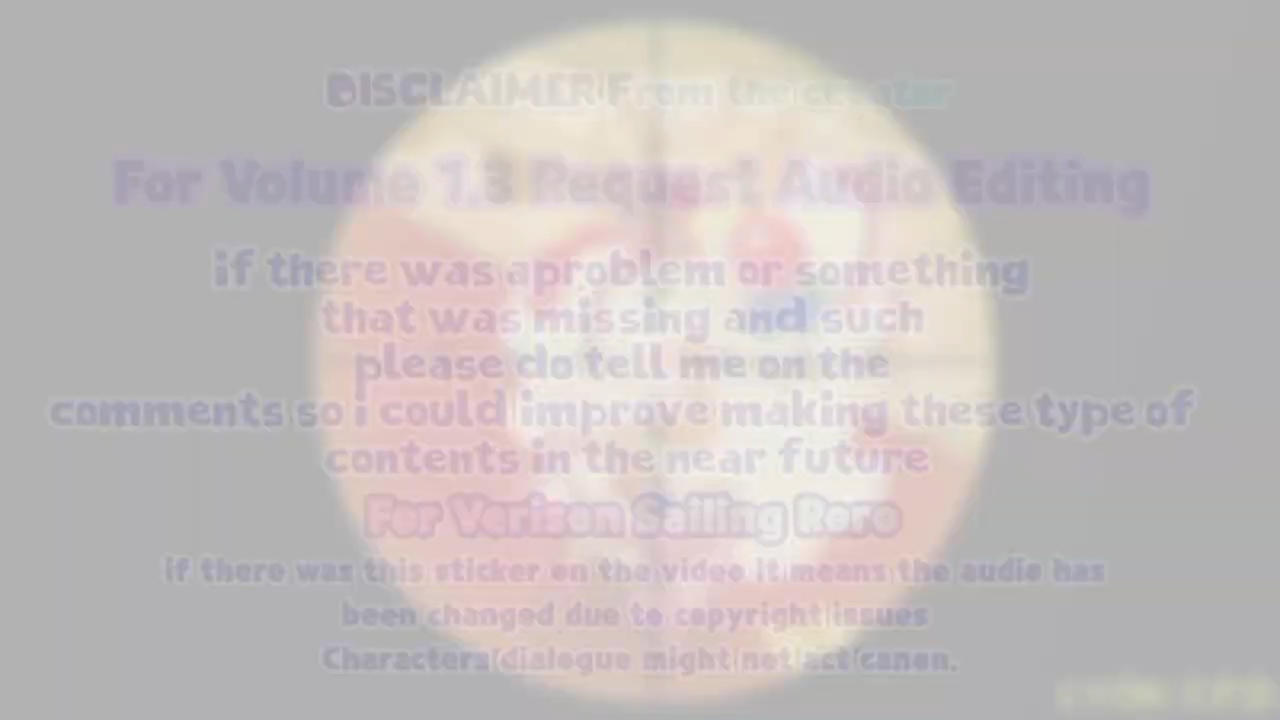 DISCLAIMER From the creator
For Volume 1.3 Request Audio Editing
if there was aproblem or something
that was missing and such
please do tell me on the
comments so i could improve making these type of
contents in the near future
For Verison Sailing Rero
if there was this sticker on the video it means the audio has
been changed due to copyright issues
Characters dialogue might not act canon.